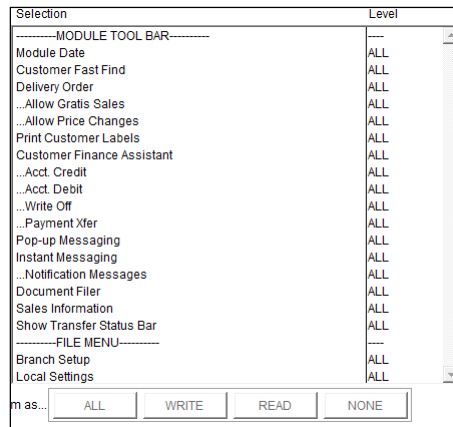 Selection Level
----------MODULE TOOL BAR---------- ----
Module Date ALL
Customer Fast Find ALL
Delivery Order ALL
...Allow Gratis Sales ALL
...Allow Price Changes ALL
Print Customer Labels ALL
Customer Finance Assistant ALL
...Acct. Credit ALL
...Acct. Debit ALL
...Write Off ALL
...Payment Xfer ALL
Pop-up Messaging ALL
Instant Messaging ALL
...Notification Messages ALL
Document Filer ALL
Sales Information ALL
Show Transfer Status Bar ALL
----------FILE MENU---------- ----
Branch Setup ALL
Local Settings ALL
m as... ALL WRITE READ NONE